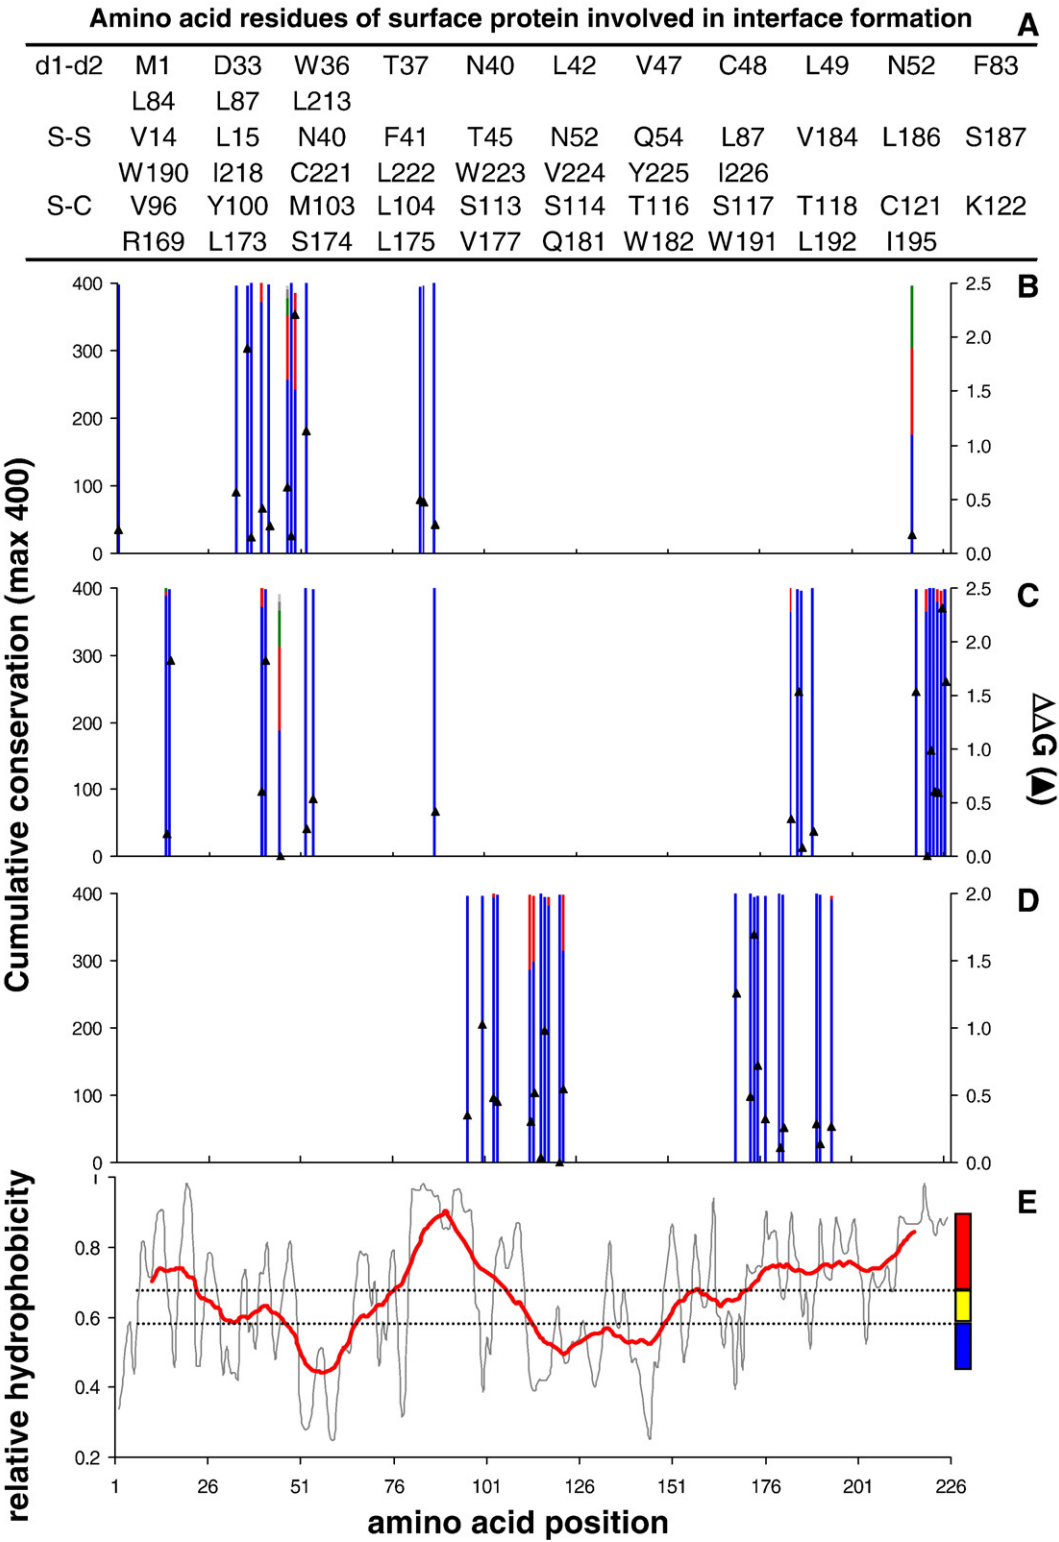 Amino acid residues of surface protein involved in interface formation A
d1-d2 M1 D33 W36 T37 N40 L42 V47 C48 L49 N52 F83
L84 L87 L213
S-S V14 L15 N40 F41 T45 N52 Q54 L87 V184 L186 S187
W190 I218 C221 L222 W223 V224 Y225 I226
S-C V96 Y100 M103 L104 S113 S114 T116 S117 T118 C121 K122
R169 L173 S174 L175 V177 Q181 W182 W191 L192 I195
B
400 2.5
300 2.0
200 1.5
1.0
100 0.5
0 0.0
C
400 2.5
300 2.0
200 1.5
1.0
100 0.5
0 0.0
D
400 2.0
300 1.5
200 1.0
100 0.5
0 0.0
Cumulative conservation (max 400)
ΔΔG (▲)
E
1
0.8
0.6
0.4
0.2
relative hydrophobicity
1 26 51 76 101 126 151 176 201 226
amino acid position